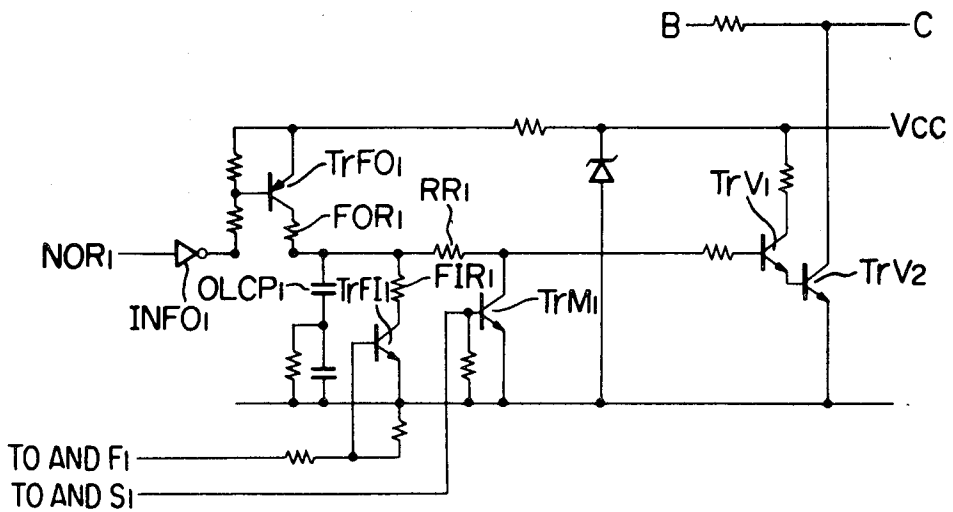 B
C
VCC
TrFO1
TrV1
RR1
FOR1
NOR1
TrV2
OLCP1
TrFI1
FIR1
TrM1
INFO1
TO AND F1
TO AND S1